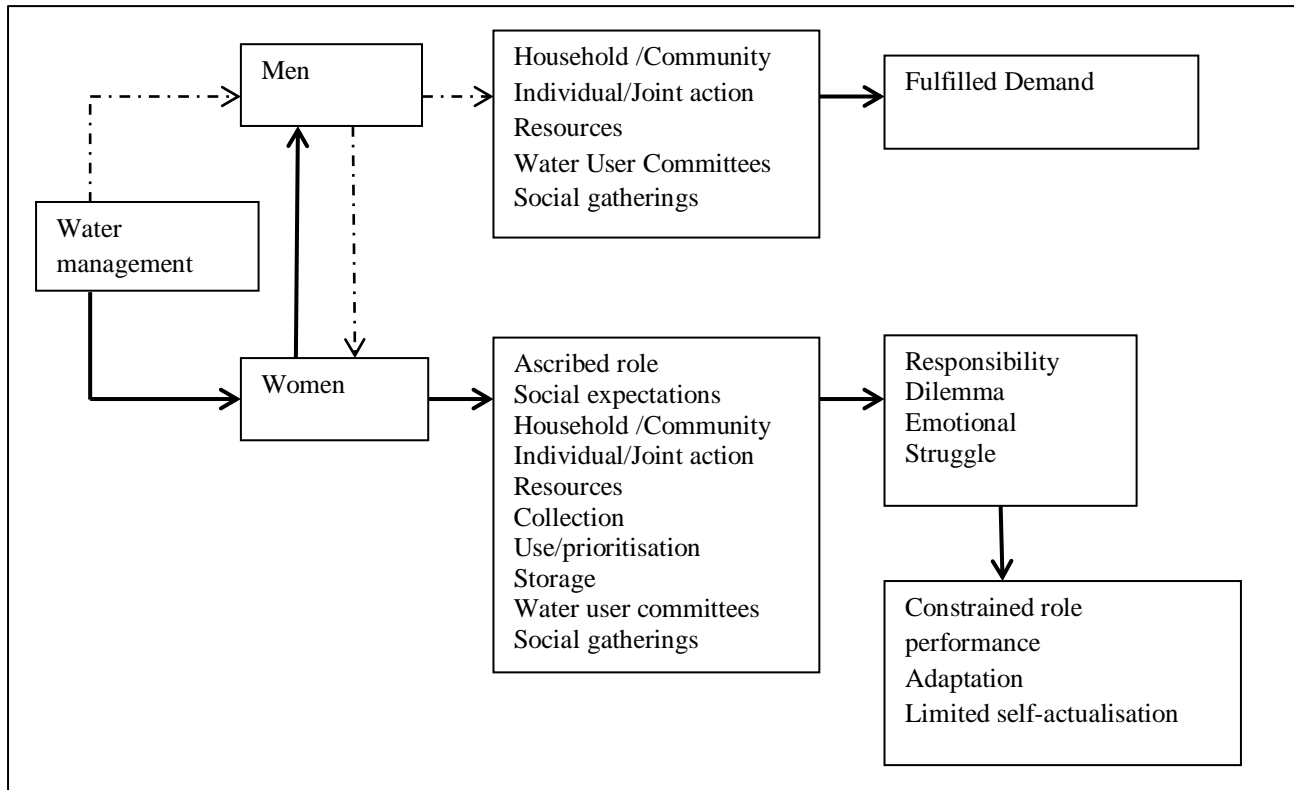 Men
Household /Community
Individual/Joint action
Resources
Water User Committees
Social gatherings
Fulfilled Demand
Water
management
Women
Ascribed role
Social expectations
Household /Community
Individual/Joint action
Resources
Collection
Use/prioritisation
Storage
Water user committees
Social gatherings
Responsibility
Dilemma
Emotional
Struggle
Constrained role
performance
Adaptation
Limited self-actualisation